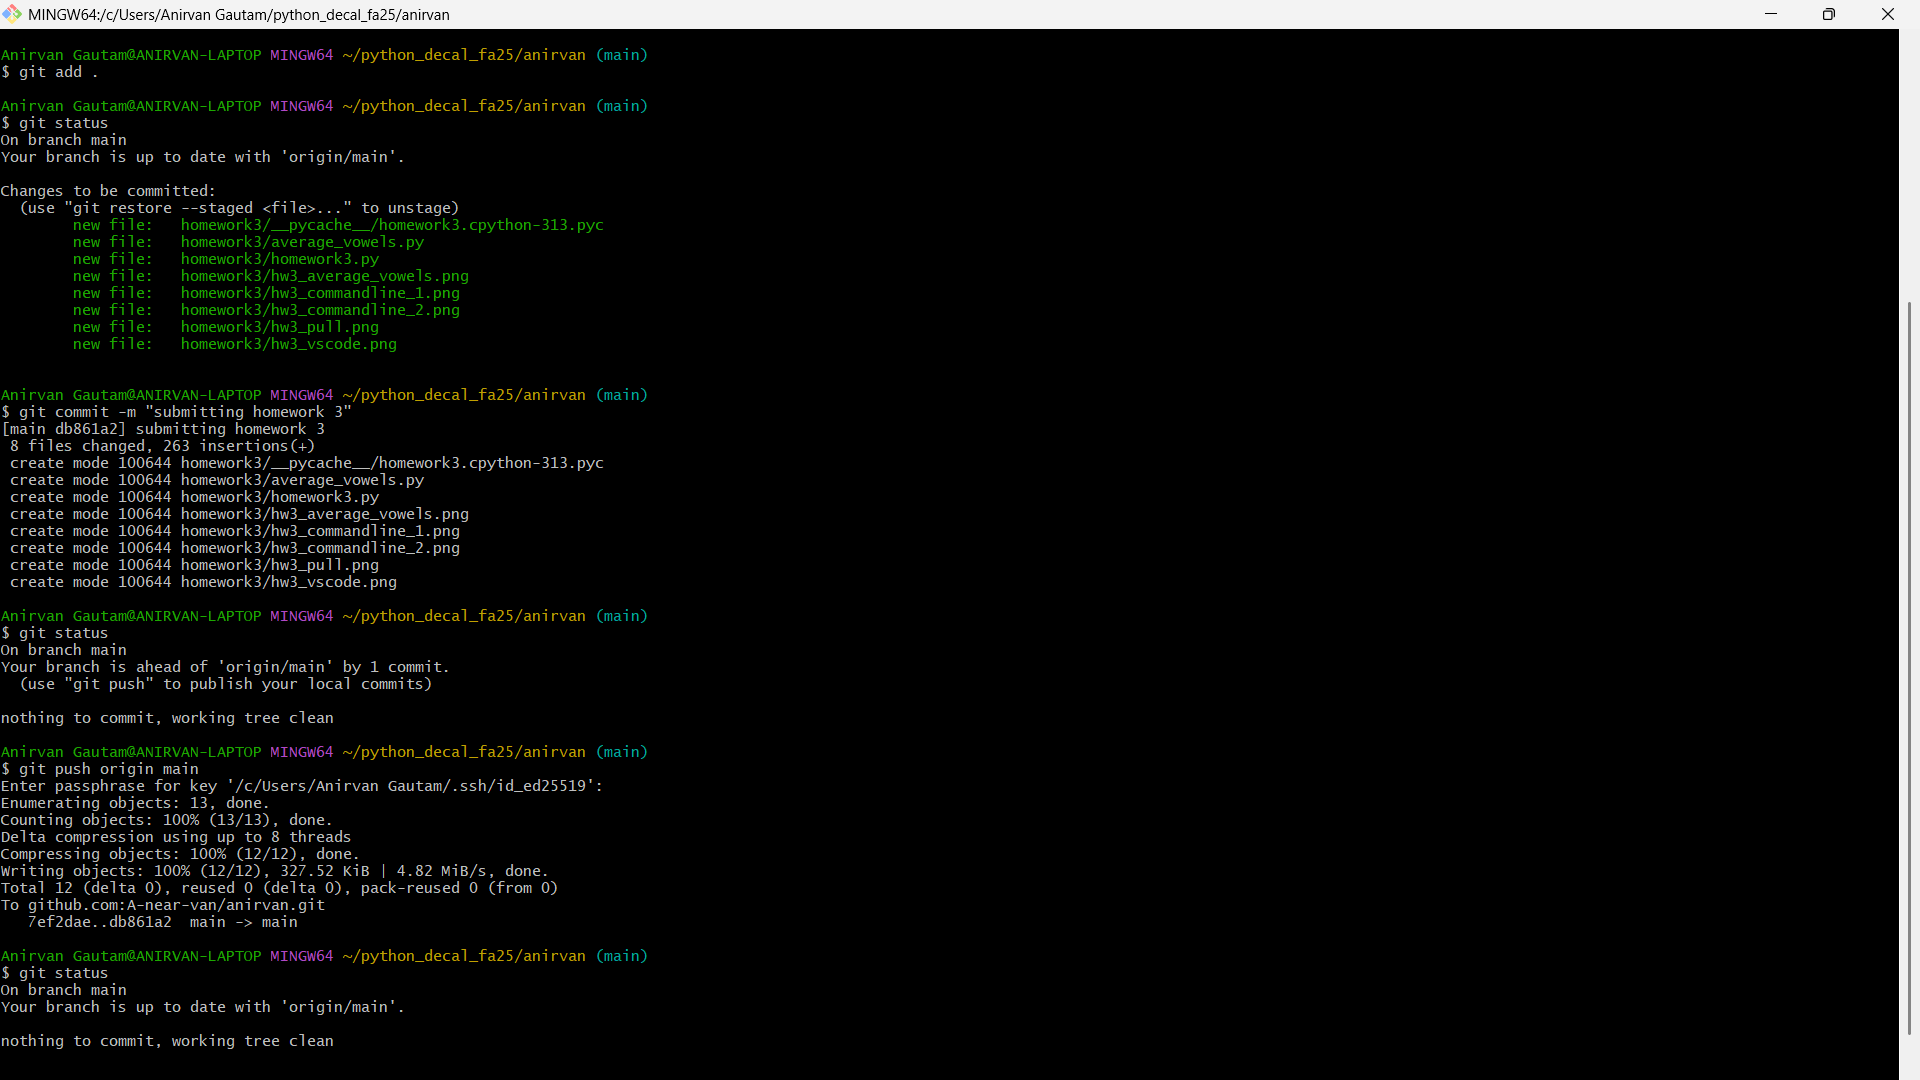 MINGW64:/c/Users/Anirvan Gautam/python_decal_fa25/anirvan
Anirvan Gautam@ANIRVAN-LAPTOP MINGW64 ~/python_decal_fa25/anirvan (main)
$ git add .
Anirvan Gautam@ANIRVAN-LAPTOP MINGW64 ~/python_decal_fa25/anirvan (main)
$ git status
On branch main
Your branch is up to date with 'origin/main'.
Changes to be committed:
  (use "git restore --staged <file>..." to unstage)
        new file:   homework3/__pycache__/homework3.cpython-313.pyc
        new file:   homework3/average_vowels.py
        new file:   homework3/homework3.py
        new file:   homework3/hw3_average_vowels.png
        new file:   homework3/hw3_commandline_1.png
        new file:   homework3/hw3_commandline_2.png
        new file:   homework3/hw3_pull.png
        new file:   homework3/hw3_vscode.png
Anirvan Gautam@ANIRVAN-LAPTOP MINGW64 ~/python_decal_fa25/anirvan (main)
$ git commit -m "submitting homework 3"
[main db861a2] submitting homework 3
 8 files changed, 263 insertions(+)
 create mode 100644 homework3/__pycache__/homework3.cpython-313.pyc
 create mode 100644 homework3/average_vowels.py
 create mode 100644 homework3/homework3.py
 create mode 100644 homework3/hw3_average_vowels.png
 create mode 100644 homework3/hw3_commandline_1.png
 create mode 100644 homework3/hw3_commandline_2.png
 create mode 100644 homework3/hw3_pull.png
 create mode 100644 homework3/hw3_vscode.png
Anirvan Gautam@ANIRVAN-LAPTOP MINGW64 ~/python_decal_fa25/anirvan (main)
$ git status
On branch main
Your branch is ahead of 'origin/main' by 1 commit.
  (use "git push" to publish your local commits)
nothing to commit, working tree clean
Anirvan Gautam@ANIRVAN-LAPTOP MINGW64 ~/python_decal_fa25/anirvan (main)
$ git push origin main
Enter passphrase for key '/c/Users/Anirvan Gautam/.ssh/id_ed25519':
Enumerating objects: 13, done.
Counting objects: 100% (13/13), done.
Delta compression using up to 8 threads
Compressing objects: 100% (12/12), done.
Writing objects: 100% (12/12), 327.52 KiB | 4.82 MiB/s, done.
Total 12 (delta 0), reused 0 (delta 0), pack-reused 0 (from 0)
To github.com:A-near-van/anirvan.git
   7ef2dae..db861a2  main -> main
Anirvan Gautam@ANIRVAN-LAPTOP MINGW64 ~/python_decal_fa25/anirvan (main)
$ git status
On branch main
Your branch is up to date with 'origin/main'.
nothing to commit, working tree clean